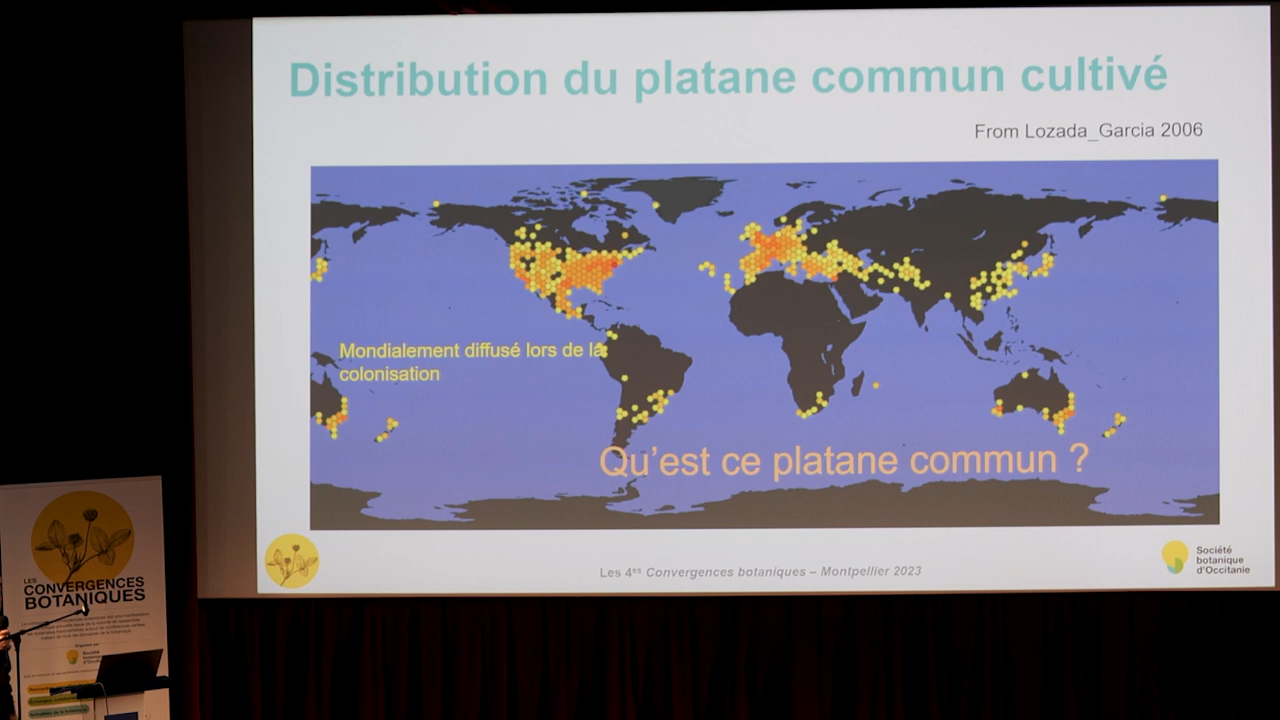 Distribution du platane commun cultivé
From Lozada_Garcia 2006
Mondialement diffusé lors de la
colonisation
Qu'est ce platane commun ?
Les 4es Convergences botaniques – Montpellier 2023
Société
botanique
d'Occitanie
LES
CONVERGENCES
BOTANIQUES